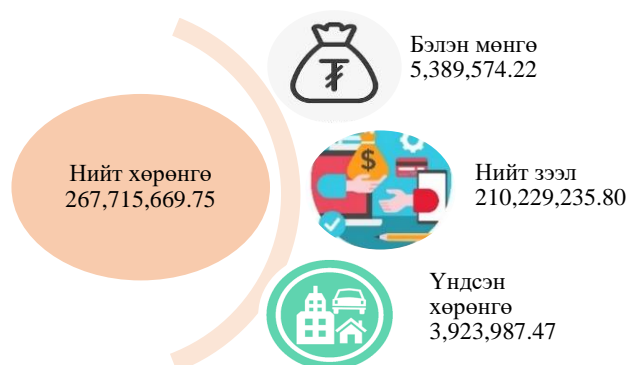 Нийт хөрөнгө
267,715,669.75
Бэлэн мөнгө
5,389,574.22
Нийт зээл
210,229,235.80
Үндсэн
хөрөнгө
3,923,987.47
₮
$